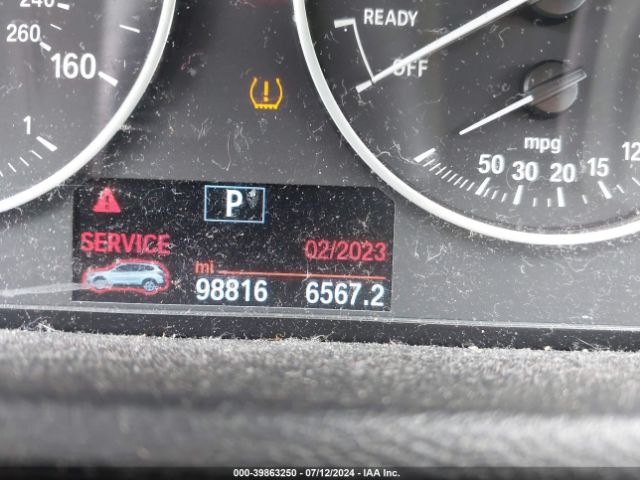 240
READY
260
160
OFF
1
mpg
50 30 20 15 12
P
SERVICE 02/2023
mi
98816 6567.2
000-39863250 - 07/12/2024 - IAA Inc.